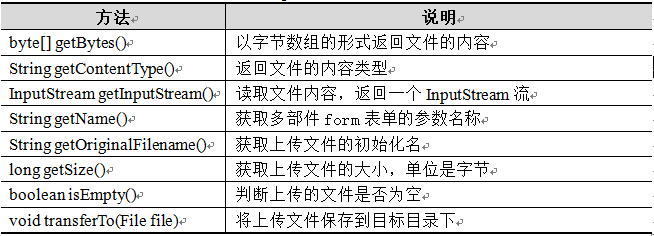 方法 说明
byte[] getBytes() 以字节数组的形式返回文件的内容
String getContentType() 返回文件的内容类型
InputStream getInputStream() 读取文件内容，返回一个 InputStream 流
String getName() 获取多部件 form 表单的参数名称
String getOriginalFilename() 获取上传文件的初始化名
long getSize() 获取上传文件的大小，单位是字节
boolean isEmpty() 判断上传的文件是否为空
void transferTo(File file) 将上传文件保存到目标目录下